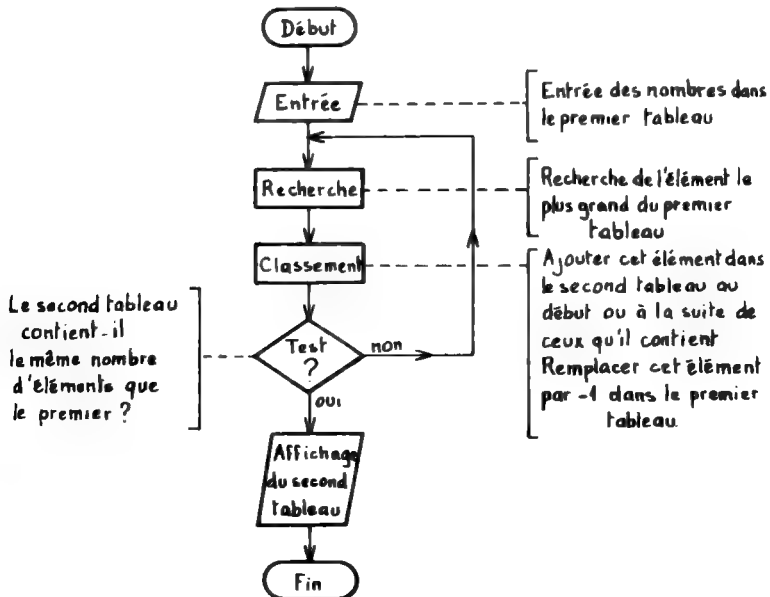 Début
Entrée
Entrée des nombres dans
le premier tableau
Recherche
Recherche de l'élément le
plus grand du premier
tableau
Classement
Ajouter cet élément dans
le second tableau au
début ou à la suite de
ceux qu'il contient
Remplacer cet élément
par -1 dans le premier
tableau.
Le second tableau
contient-il
le même nombre
d'éléments que
le premier ?
Test
?
non
oui
Affichage
du second
tableau
Fin